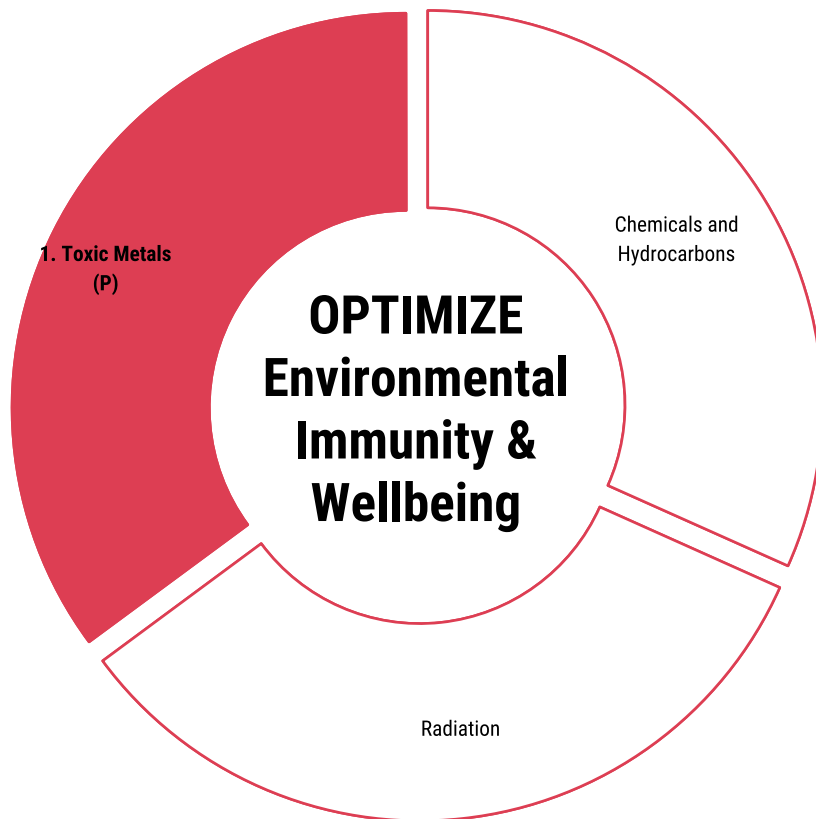 1. Toxic Metals
(P)
Chemicals and
Hydrocarbons
OPTIMIZE
Environmental
Immunity &
Wellbeing
Radiation